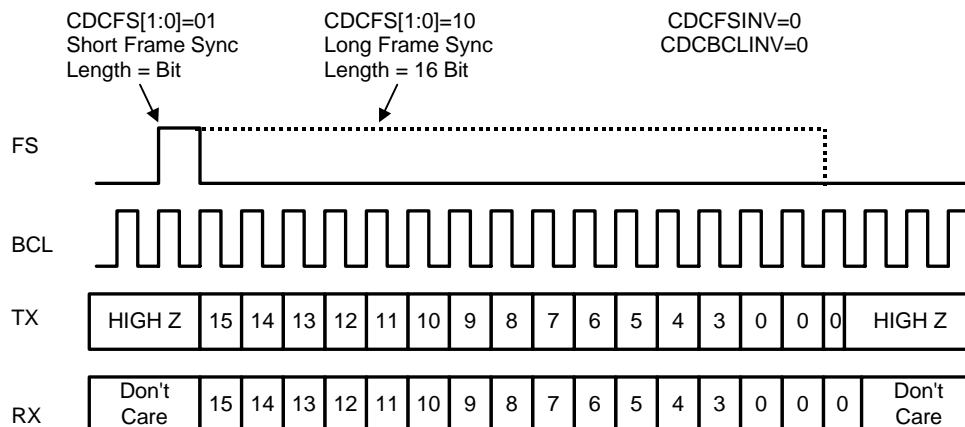 CDCFS[1:0]=01
Short Frame Sync
Length = Bit
CDCFS[1:0]=10
Long Frame Sync
Length = 16 Bit
CDCFSINV=0
CDCBCLINV=0
FS
BCL
TX HIGH Z 15 14 13 12 11 10 9 8 7 6 5 4 3 0 0 0 HIGH Z
RX Don't Care 15 14 13 12 11 10 9 8 7 6 5 4 3 0 0 0 Don't Care